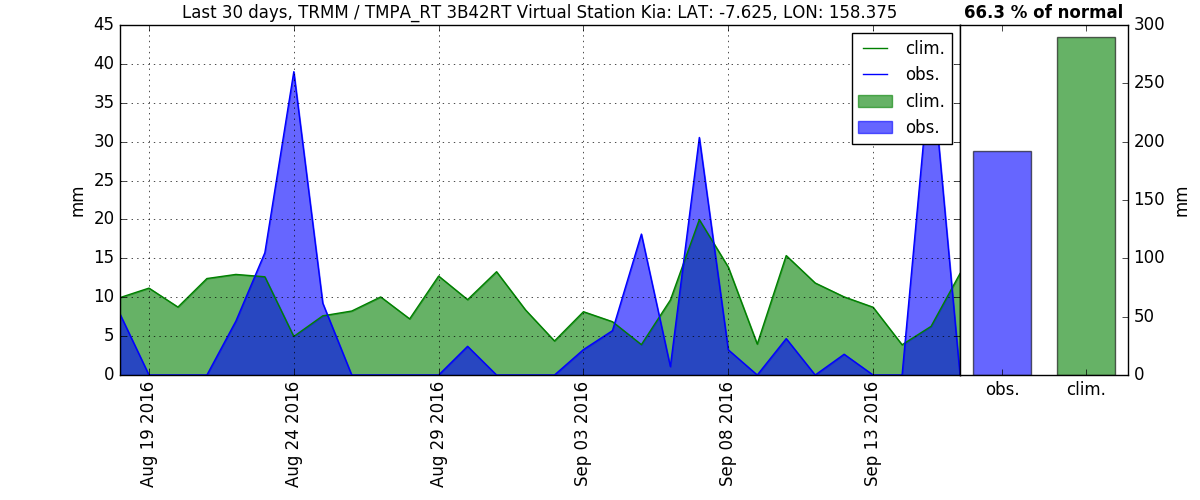 Last 30 days, TRMM / TMPA_RT 3B42RT Virtual Station Kia: LAT: -7.625, LON: 158.375
66.3 % of normal
45
40
35
30
25
20
15
10
5
0
mm
clim.
obs.
clim.
obs.
300
250
200
150
100
50
0
mm
Aug 19 2016
Aug 24 2016
Aug 29 2016
Sep 03 2016
Sep 08 2016
Sep 13 2016
obs.
clim.